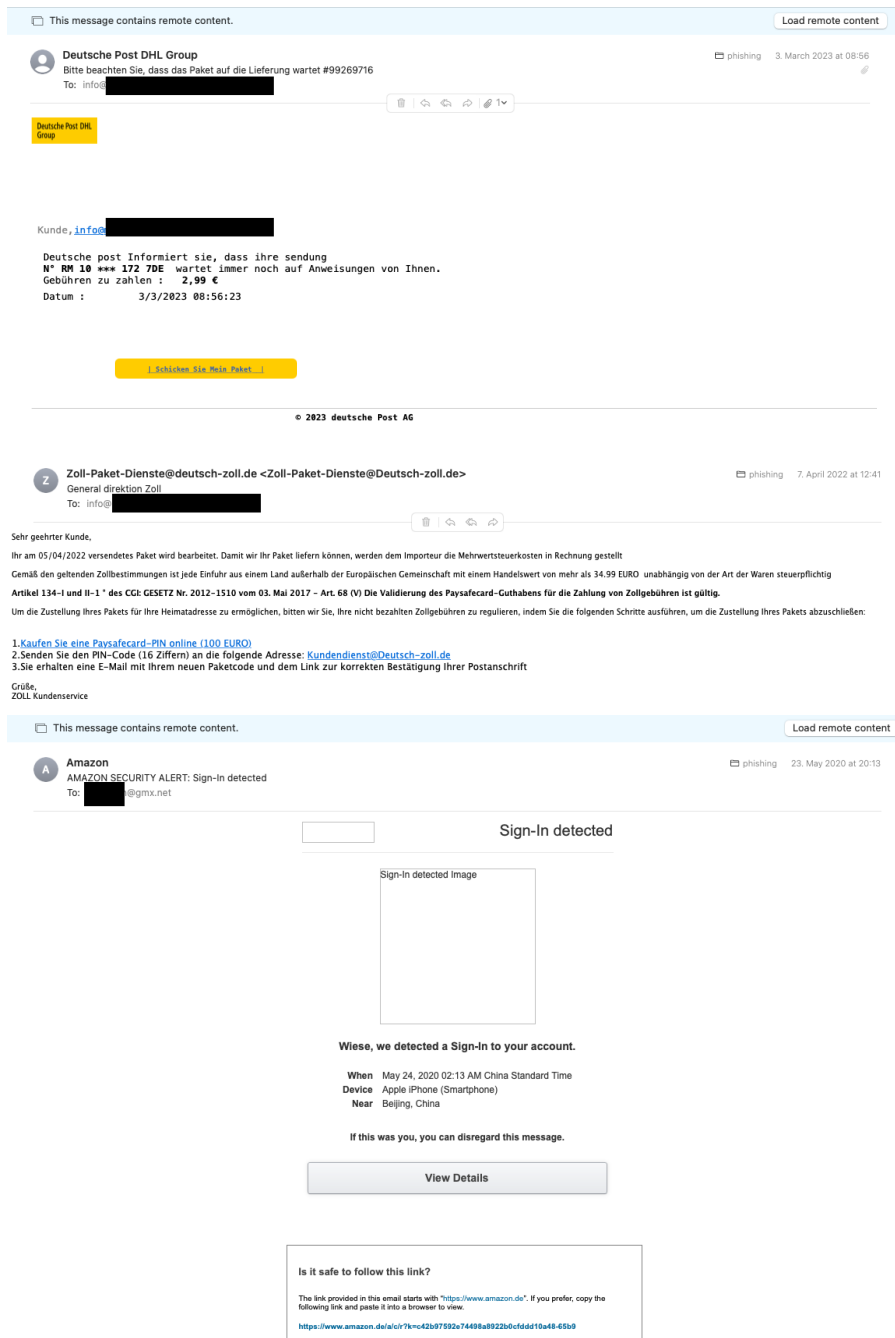 This message contains remote content.
Load remote content
Deutsche Post DHL Group
phishing 3. March 2023 at 08:56
Bitte beachten Sie, dass das Paket auf die Lieferung wartet #99269716
To: info@
1
Deutsche Post DHL
Group
Kunde,info@
Deutsche post Informiert sie, dass ihre sendung
N° RM 10 *** 172 7DE wartet immer noch auf Anweisungen von Ihnen.
Gebühren zu zahlen : 2,99 €
Datum : 3/3/2023 08:56:23
| Schicken Sie Mein Paket |
© 2023 deutsche Post AG
Z
Zoll-Paket-Dienste@deutsch-zoll.de <Zoll-Paket-Dienste@Deutsch-zoll.de>
phishing 7. April 2022 at 12:41
General direktion Zoll
To: info@
Sehr geehrter Kunde,
Ihr am 05/04/2022 versendetes Paket wird bearbeitet. Damit wir Ihr Paket liefern können, werden dem Importeur die Mehrwertsteuerkosten in Rechnung gestellt
Gemäß den geltenden Zollbestimmungen ist jede Einfuhr aus einem Land außerhalb der Europäischen Gemeinschaft mit einem Handelswert von mehr als 34.99 EURO unabhängig von der Art der Waren steuerpflichtig
Artikel 134-I und II-1 ° des CGI: GESETZ Nr. 2012-1510 vom 03. Mai 2017 - Art. 68 (V) Die Validierung des Paysafecard-Guthabens für die Zahlung von Zollgebühren ist gültig.
Um die Zustellung Ihres Pakets für Ihre Heimatadresse zu ermöglichen, bitten wir Sie, Ihre nicht bezahlten Zollgebühren zu regulieren, indem Sie die folgenden Schritte ausführen, um die Zustellung Ihres Pakets abzuschließen:
1.Kaufen Sie eine Paysafecard-PIN online (100 EURO)
2.Senden Sie den PIN-Code (16 Ziffern) an die folgende Adresse: Kundendienst@Deutsch-zoll.de
3.Sie erhalten eine E-Mail mit Ihrem neuen Paketcode und dem Link zur korrekten Bestätigung Ihrer Postanschrift
Grüße,
ZOLL Kundenservice
This message contains remote content.
Load remote content
A
Amazon
phishing 23. May 2020 at 20:13
AMAZON SECURITY ALERT: Sign-In detected
To: @gmx.net
Sign-In detected
Sign-In detected Image
Wiese, we detected a Sign-In to your account.
When May 24, 2020 02:13 AM China Standard Time
Device Apple iPhone (Smartphone)
Near Beijing, China
If this was you, you can disregard this message.
View Details
Is it safe to follow this link?
The link provided in this email starts with "https://www.amazon.de". If you prefer, copy the
following link and paste it into a browser to view.
https://www.amazon.de/a/c/r?k=c42b97592e74498a8922b0cfddd10a48-65b9